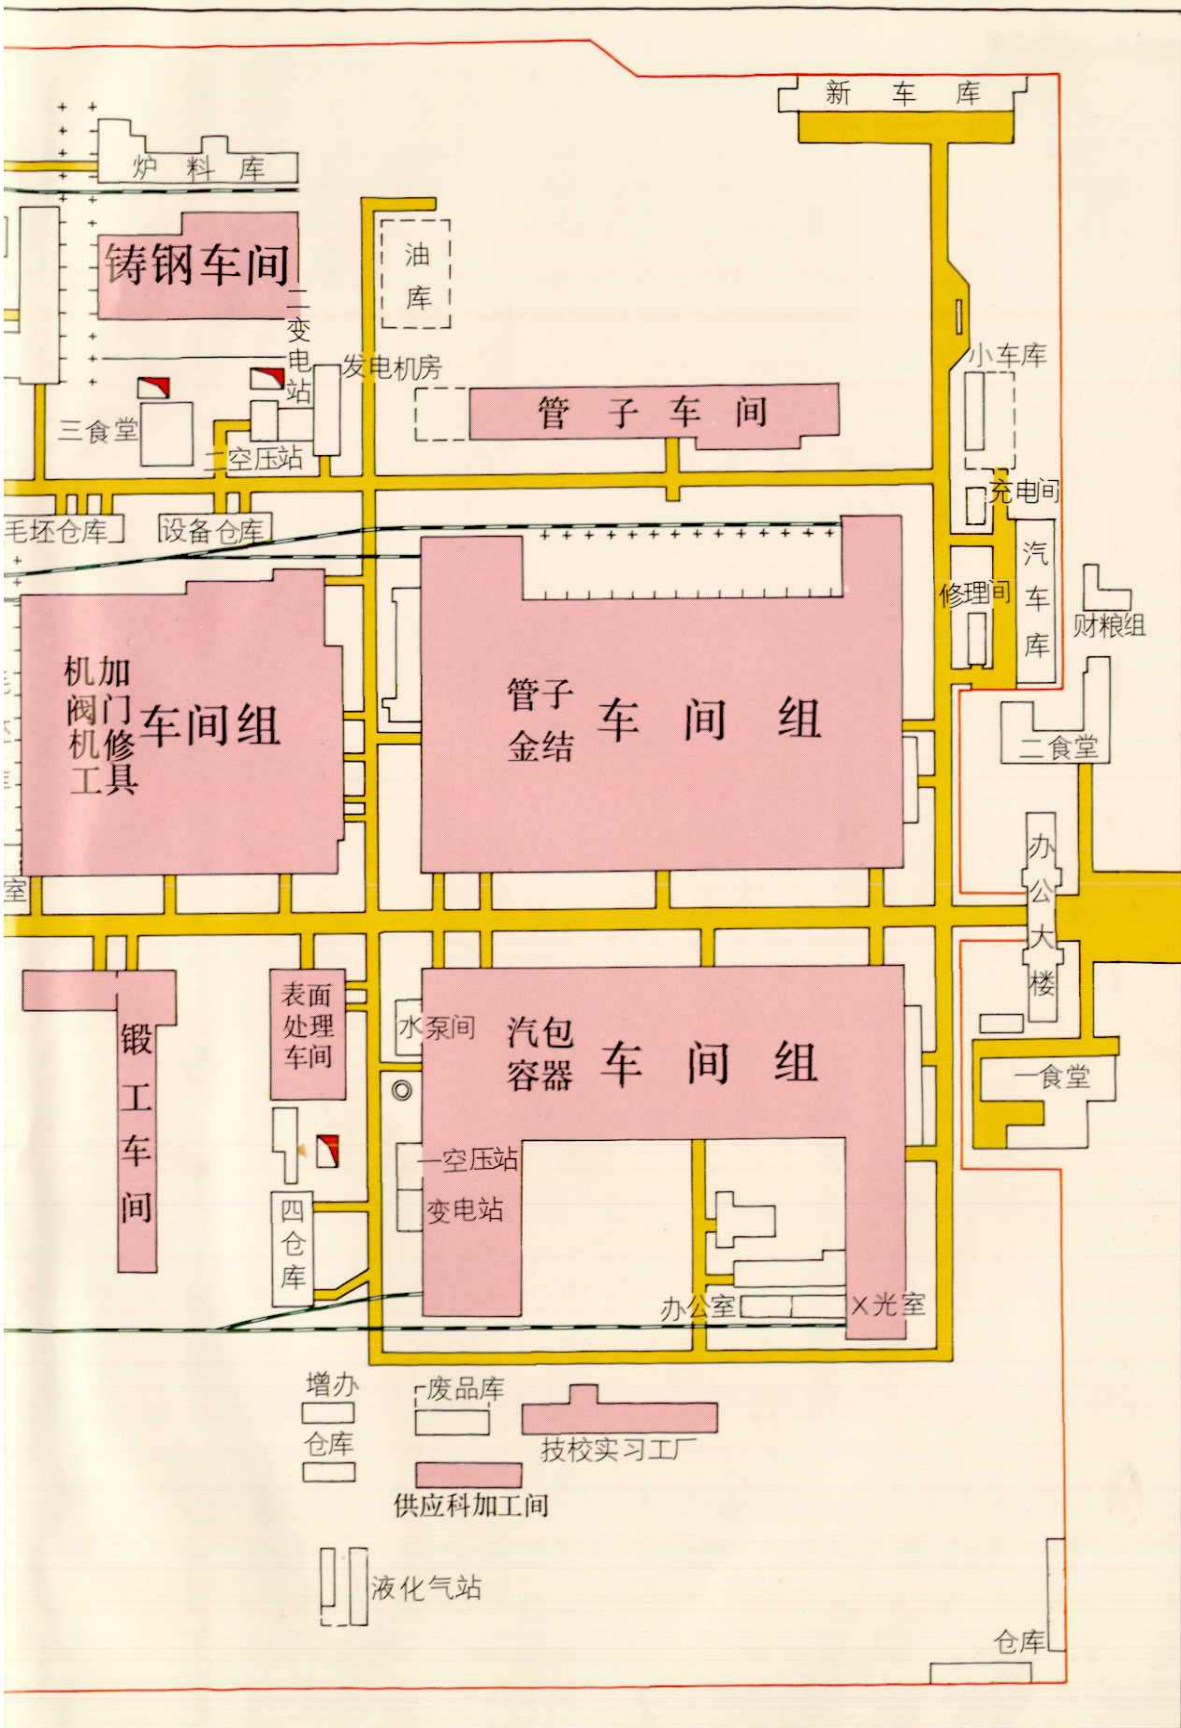 新车库
炉料库
铸钢车间
油库
二变电站
发电机房
小车库
三食堂
二空压站
管子车间
充电间
毛坯仓库
设备仓库
汽车库
修理间
财粮组
机加
阀门
机修
工具
车间组
管子
金结
车间组
二食堂
办公大楼
室
锻工车间
表面
处理
车间
水泵间
汽包
容器
车间组
一食堂
一空压站
变电站
四仓库
办公室
X光室
增办
仓库
废品库
技校实习工厂
供应科加工间
液化气站
仓库